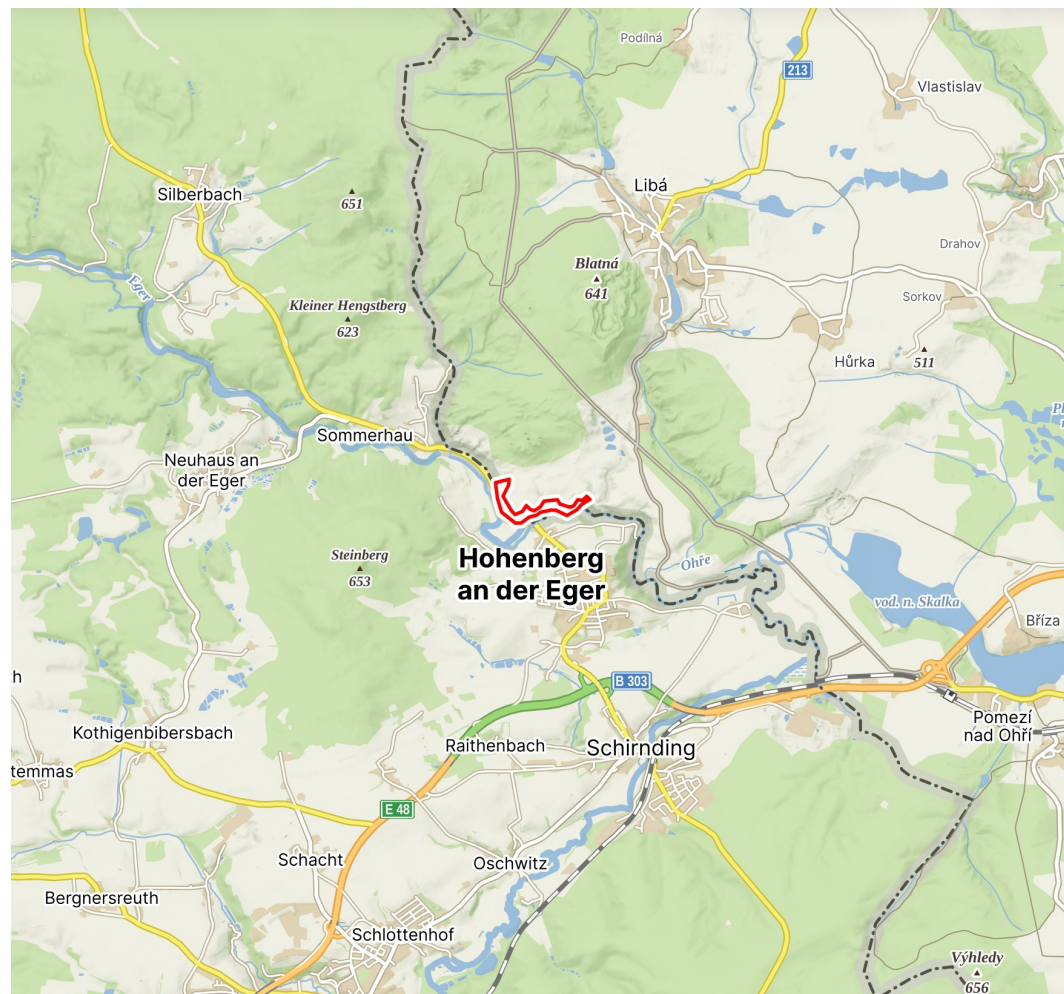 Podílná
213
Vlastislav
Silberbach
651
Libá
Drahov
Blatná
641
Eger
Kleiner Hengstberg
623
Sorkov
Hůrka
511
Sommerhau
Neuhaus an
der Eger
Steinberg
653
Hohenberg
an der Eger
Ohře
vod. n. Skalka
Bříza
B 303
Kothigenbibersbach
Raithenbach
Schirnding
Pomezí
nad Ohří
temmas
E 48
Schacht
Oschwitz
Bergnersreuth
Schlottenhof
Výhledy
656